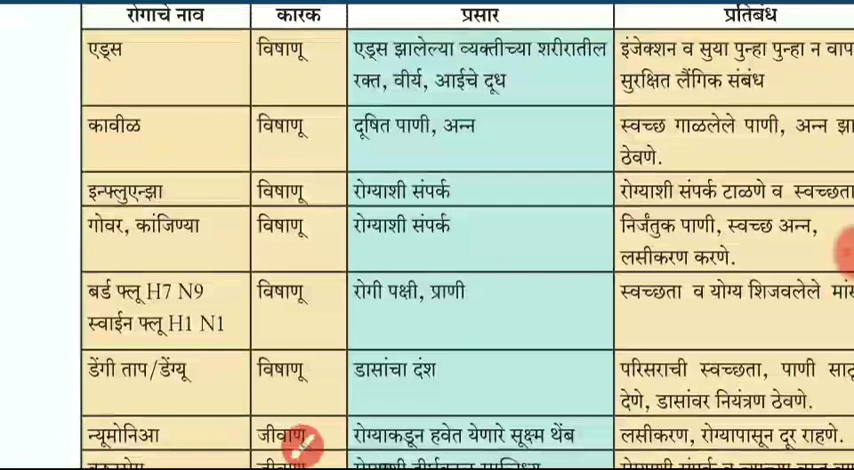 रोगाचे नाव कारक प्रसार प्रतिबंध
एड्स विषाणू एड्स झालेल्या व्यक्तीच्या शरीरातील इंजेक्शन व सुया पुन्हा पुन्हा न वाप
रक्त, वीर्य, आईचे दूध सुरक्षित लैंगिक संबंध
कावीळ विषाणू दूषित पाणी, अन्न स्वच्छ गाळलेले पाणी, अन्न झा
ठेवणे.
इन्फ्लुएन्झा विषाणू रोग्याशी संपर्क रोग्याशी संपर्क टाळणे व स्वच्छता
गोवर, कांजिण्या विषाणू रोग्याशी संपर्क निर्जंतुक पाणी, स्वच्छ अन्न,
लसीकरण करणे.
बर्ड फ्लू H7 N9 विषाणू रोगी पक्षी, प्राणी स्वच्छता व योग्य शिजवलेले मांस
स्वाईन फ्लू H1 N1
डेंगी ताप/डेंग्यू विषाणू डासांचा दंश परिसराची स्वच्छता, पाणी साठू
देणे, डासांवर नियंत्रण ठेवणे.
न्यूमोनिआ जीवाणू रोग्याकडून हवेत येणारे सूक्ष्म थेंब लसीकरण, रोग्यापासून दूर राहणे.